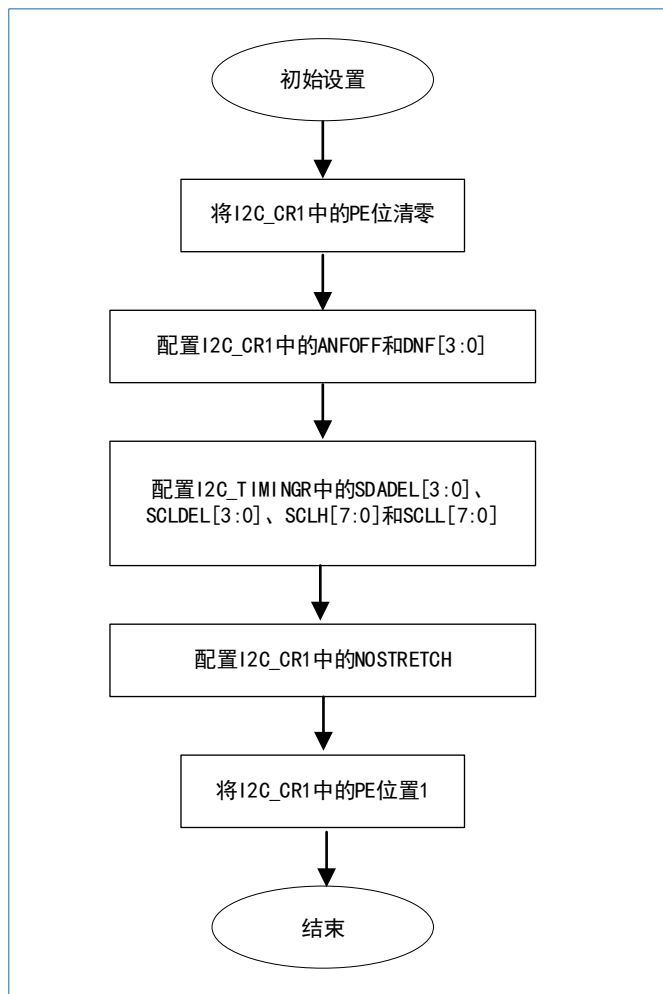 初始设置
将I2C_CR1中的PE位清零
配置I2C_CR1中的ANFOFF和DNF[3:0]
配置I2C_TIMINGR中的SDADEL[3:0]、
SCLDEL[3:0]、SCLH[7:0]和SCLL[7:0]
配置I2C_CR1中的NOSTRETCH
将I2C_CR1中的PE位置1
结束